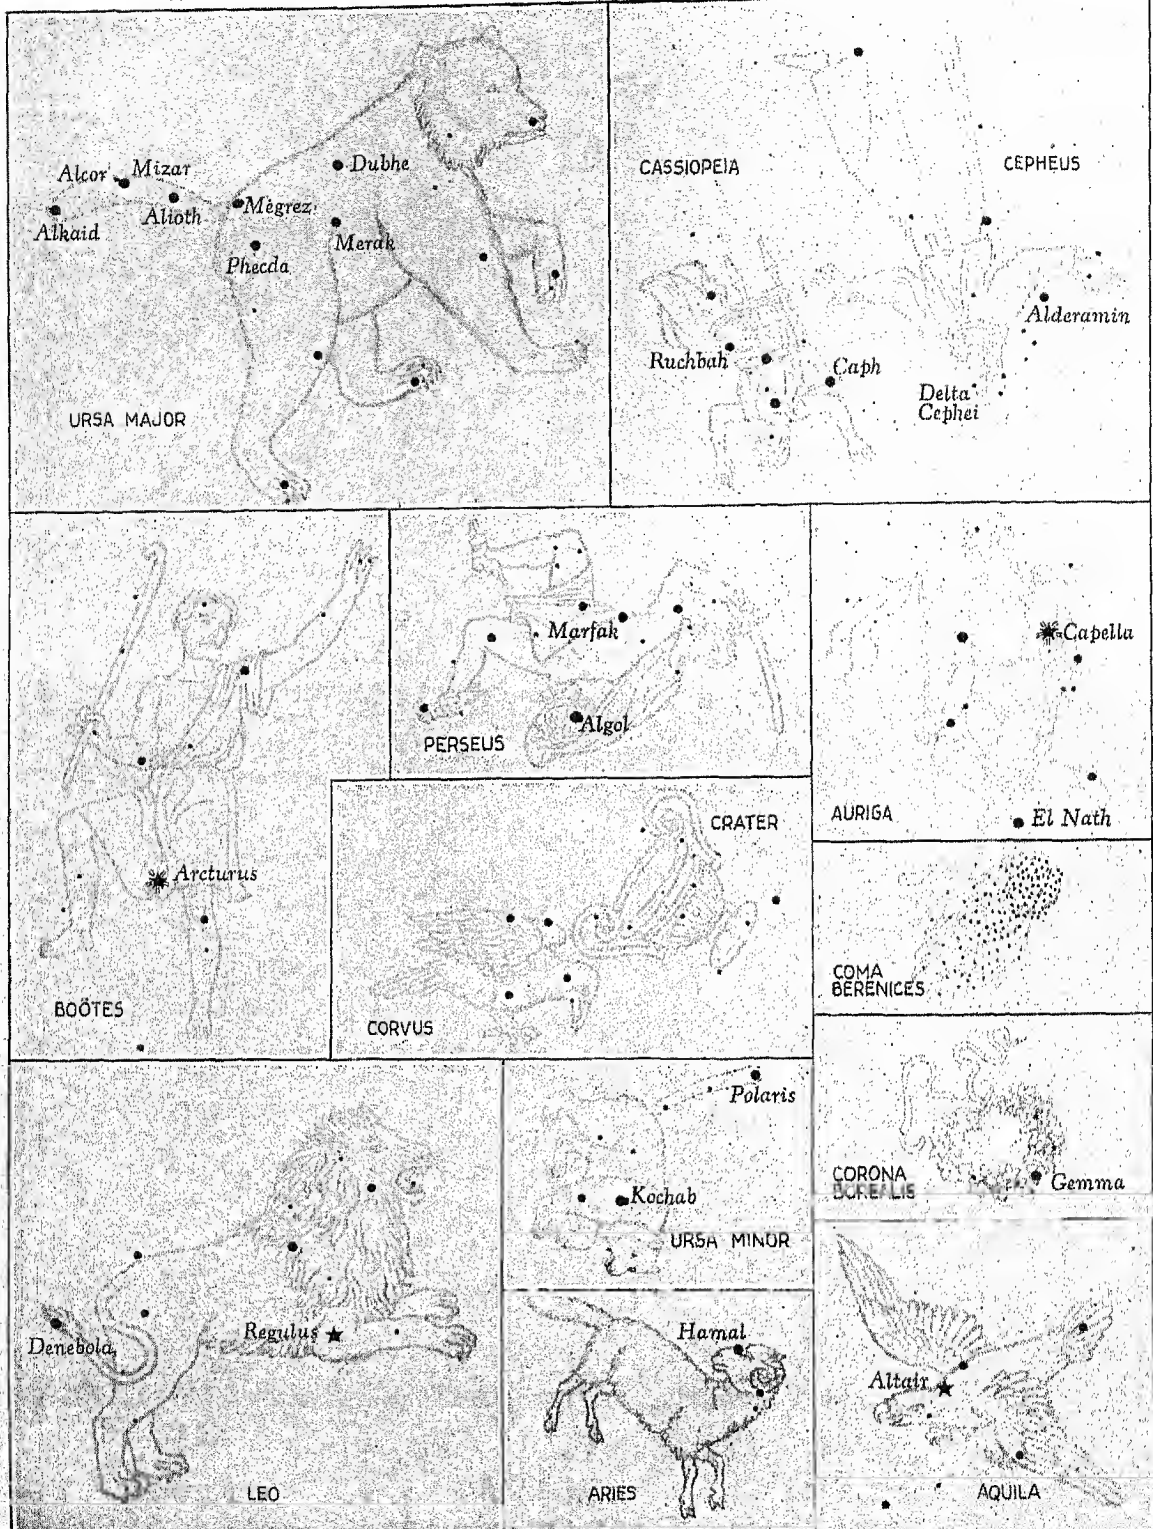 Alcor
Mizar
Dubhe
Alkaid
Alioth
Mègrez
Merak
Phecda
URSA MAJOR
CASSIOPEIA
CEPHEUS
Alderamin
Ruchbah
Caph
Delta
Cephei
Arcturus
BOÖTES
Marfak
Algol
PERSEUS
Capella
AURIGA
El Nath
CRATER
CORVUS
COMA
BERENICES
CORONA
BOREALIS
Gemma
Denebola
Regulus
LEO
Polaris
Kochab
URSA MINOR
Hamal
ARIES
Altair
AQUILA